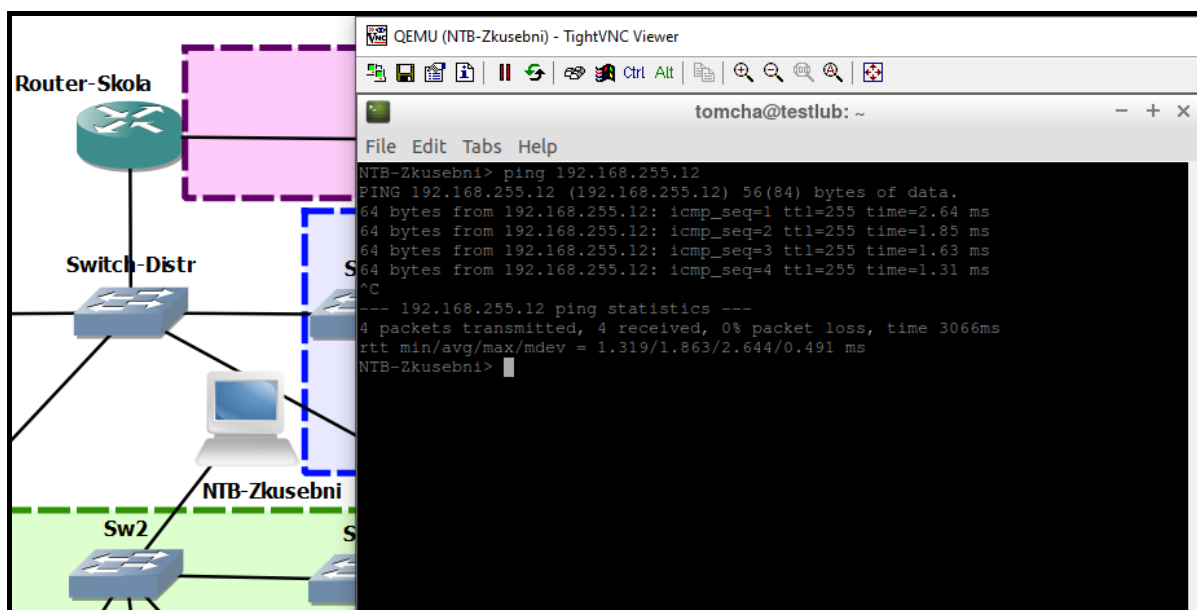 Router-Skola
Switch-Distr
S
NTB-Zkusebni
Sw2
S
QEMU (NTB-Zkusebni) - TightVNC Viewer
Ctrl Alt
tomcha@testlub: ~
File Edit Tabs Help
NTB-Zkusebni> ping 192.168.255.12
PING 192.168.255.12 (192.168.255.12) 56(84) bytes of data.
64 bytes from 192.168.255.12: icmp_seq=1 ttl=255 time=2.64 ms
64 bytes from 192.168.255.12: icmp_seq=2 ttl=255 time=1.85 ms
64 bytes from 192.168.255.12: icmp_seq=3 ttl=255 time=1.63 ms
64 bytes from 192.168.255.12: icmp_seq=4 ttl=255 time=1.31 ms
^C
--- 192.168.255.12 ping statistics ---
4 packets transmitted, 4 received, 0% packet loss, time 3066ms
rtt min/avg/max/mdev = 1.319/1.863/2.644/0.491 ms
NTB-Zkusebni>